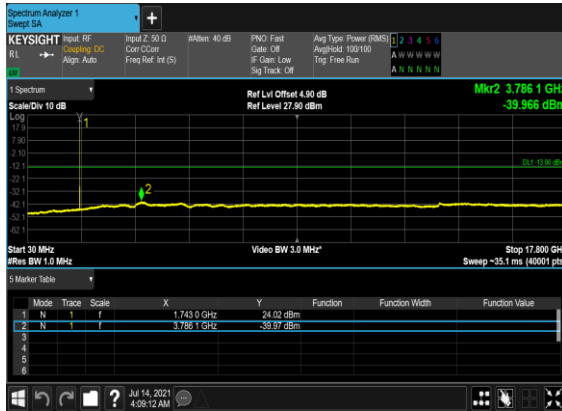 Spectrum Analyzer 1
Swept SA
+
KEYSIGHT Input: RF Input Z: 50 Ω #Atten: 40 dB PNO: Fast Avg Type: Power (RMS) 1 2 3 4 5 6
RL Coupling: DC Corr CCorr Gate: Off Avg|Hold: 100/100 A W W W W W
Align: Auto Freq Ref: Int (S) IF Gain: Low Trig: Free Run
LXI Sig Track: Off A N N N N N
1 Spectrum Ref Lvl Offset 4.90 dB Mkr2 3.786 1 GHz
Scale/Div 10 dB Ref Level 27.90 dBm -39.966 dBm
Log
17.9
7.90
-2.10
-12.1
-22.1
-32.1
-42.1
-52.1
-62.1
1
2
DL1 -13.00 dBm
Start 30 MHz Video BW 3.0 MHz* Stop 17.800 GHz
#Res BW 1.0 MHz Sweep ~35.1 ms (40001 pts)
5 Marker Table
Mode Trace Scale X Y Function Function Width Function Value
1 N 1 f 1.743 0 GHz 24.02 dBm
2 N 1 f 3.786 1 GHz -39.97 dBm
3
4
5
6
? Jul 14, 2021
4:09:12 AM